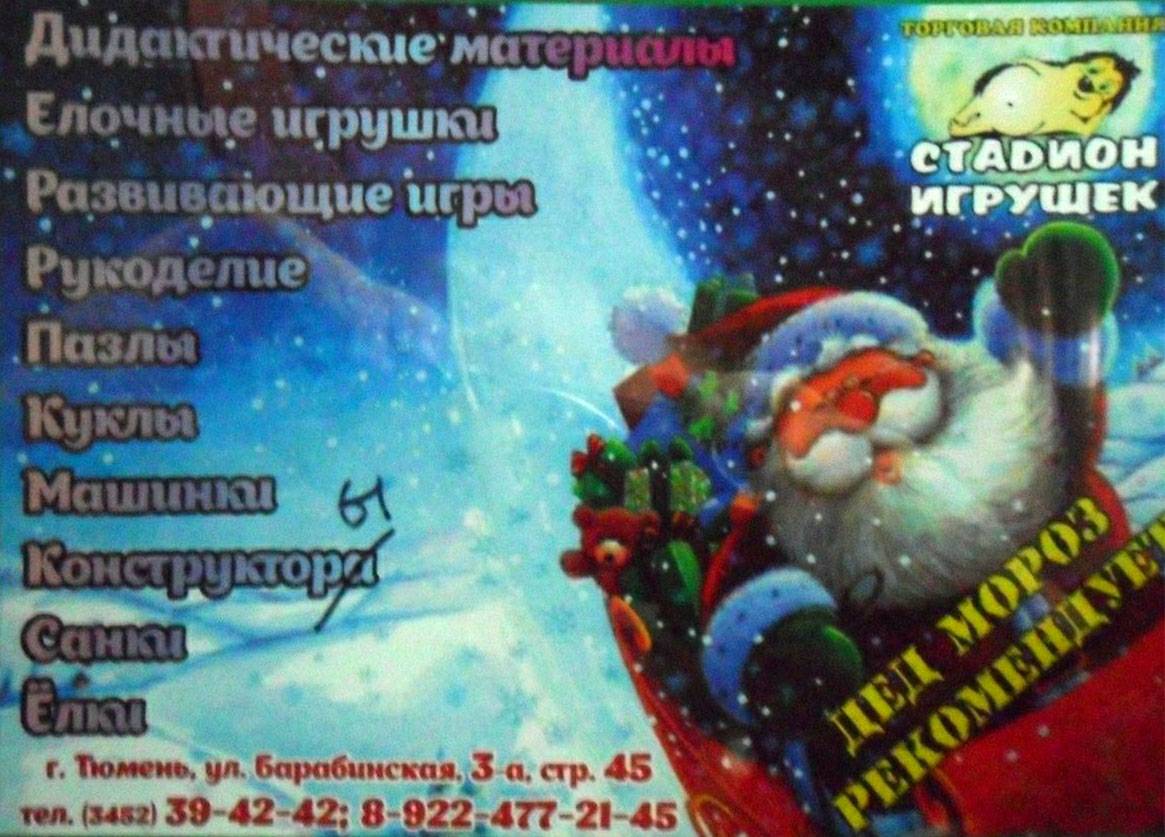 Дидактические материалы
Елочные игрушки
Развивающие игры
Рукоделие
Пазлы
Куклы
Машинки
ы
Конструктора
Санки
Ёлки
г. Тюмень, ул. Барабинская, 3-а, стр. 45
тел. (3452) 39-42-42; 8-922-477-21-45
ТОРГОВАЯ КОМПАНИЯ
СТАДИОН
ИГРУШЕК
ДЕД МОРОЗ
РЕКОМЕНДУЕТ